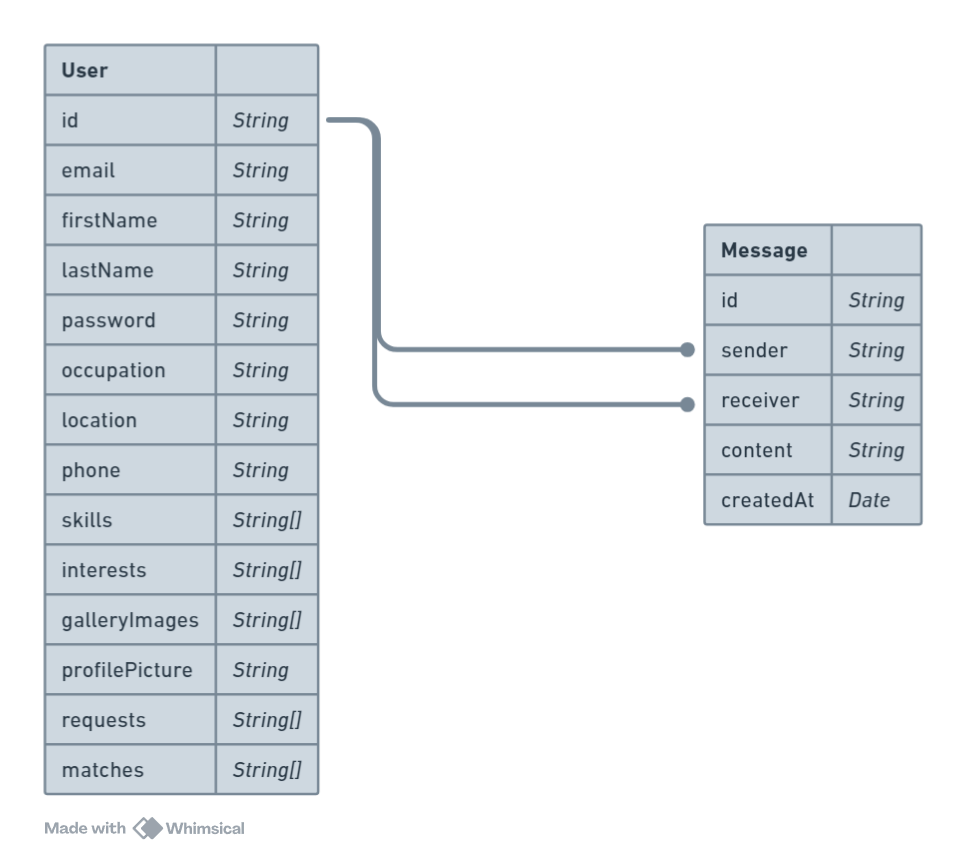 User
id String
email String
firstName String
lastName String
password String
occupation String
location String
phone String
skills String[]
interests String[]
galleryImages String[]
profilePicture String
requests String[]
matches String[]
Message
id String
sender String
receiver String
content String
createdAt Date
Made with Whimsical